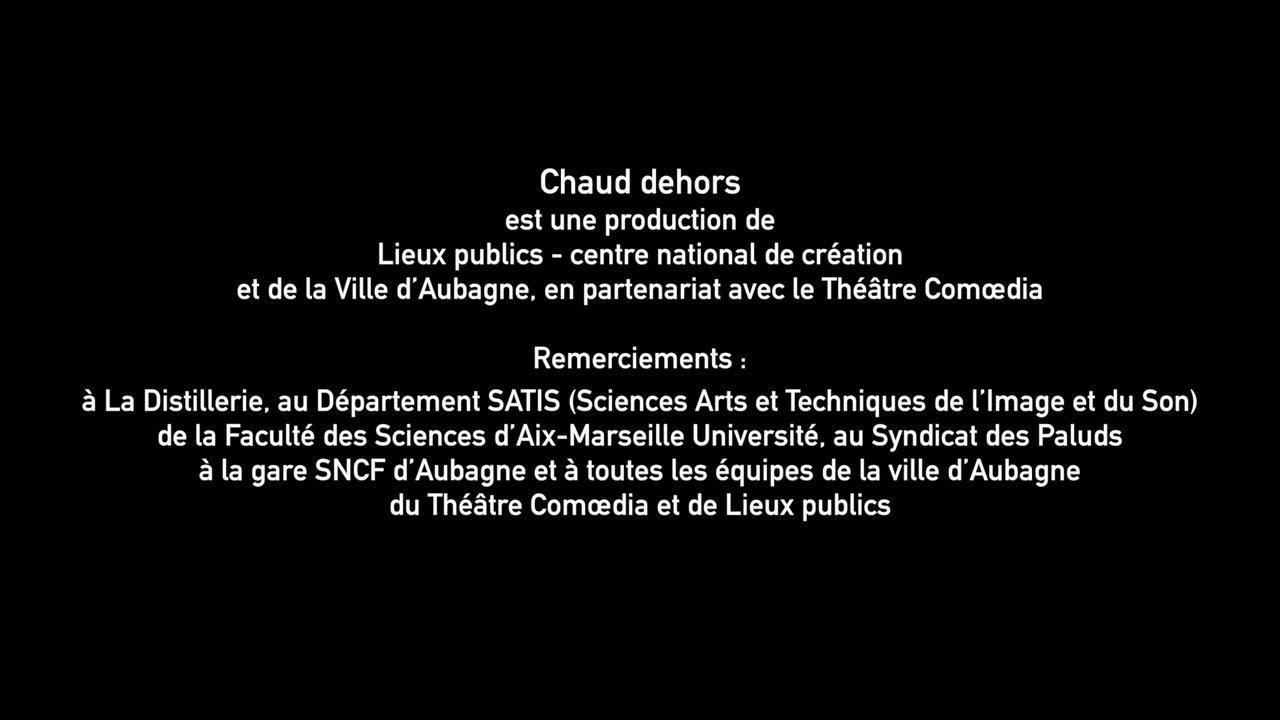 Chaud dehors
est une production de
Lieux publics - centre national de création
et de la Ville d’Aubagne, en partenariat avec le Théâtre Comœdia
Remerciements :
à La Distillerie, au Département SATIS (Sciences Arts et Techniques de l’Image et du Son)
de la Faculté des Sciences d’Aix-Marseille Université, au Syndicat des Paluds
à la gare SNCF d’Aubagne et à toutes les équipes de la ville d’Aubagne
du Théâtre Comœdia et de Lieux publics